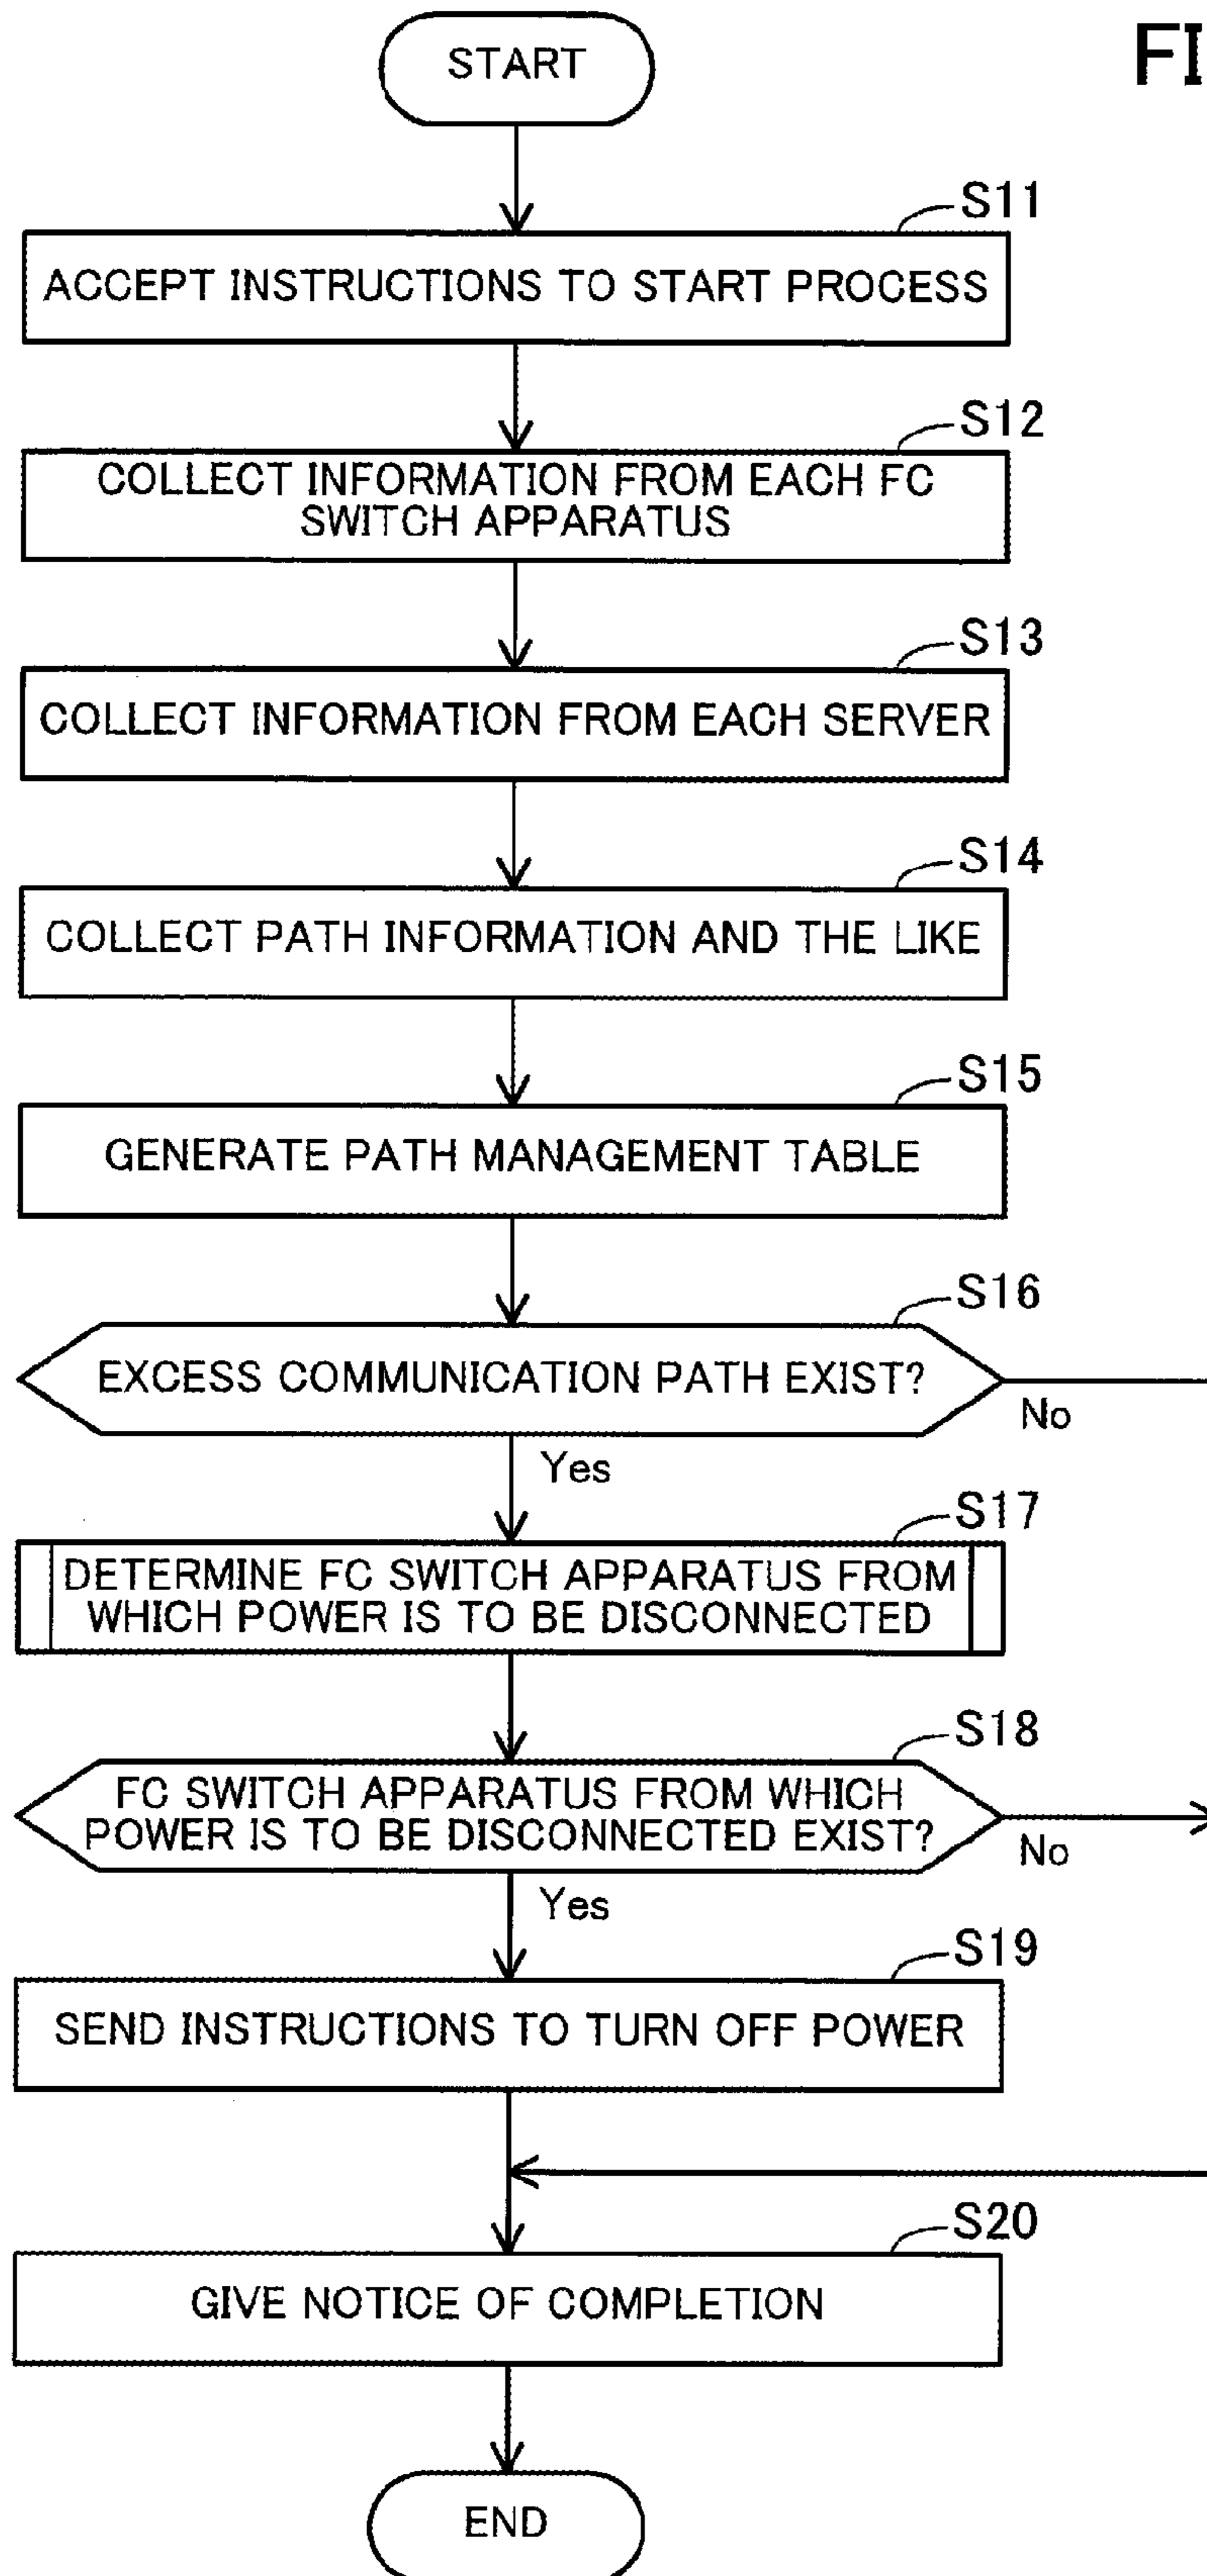 START
FI
S11
ACCEPT INSTRUCTIONS TO START PROCESS
S12
COLLECT INFORMATION FROM EACH FC
SWITCH APPARATUS
S13
COLLECT INFORMATION FROM EACH SERVER
S14
COLLECT PATH INFORMATION AND THE LIKE
S15
GENERATE PATH MANAGEMENT TABLE
S16
EXCESS COMMUNICATION PATH EXIST?
No
Yes
S17
DETERMINE FC SWITCH APPARATUS FROM
WHICH POWER IS TO BE DISCONNECTED
S18
FC SWITCH APPARATUS FROM WHICH
POWER IS TO BE DISCONNECTED EXIST?
No
Yes
S19
SEND INSTRUCTIONS TO TURN OFF POWER
S20
GIVE NOTICE OF COMPLETION
END